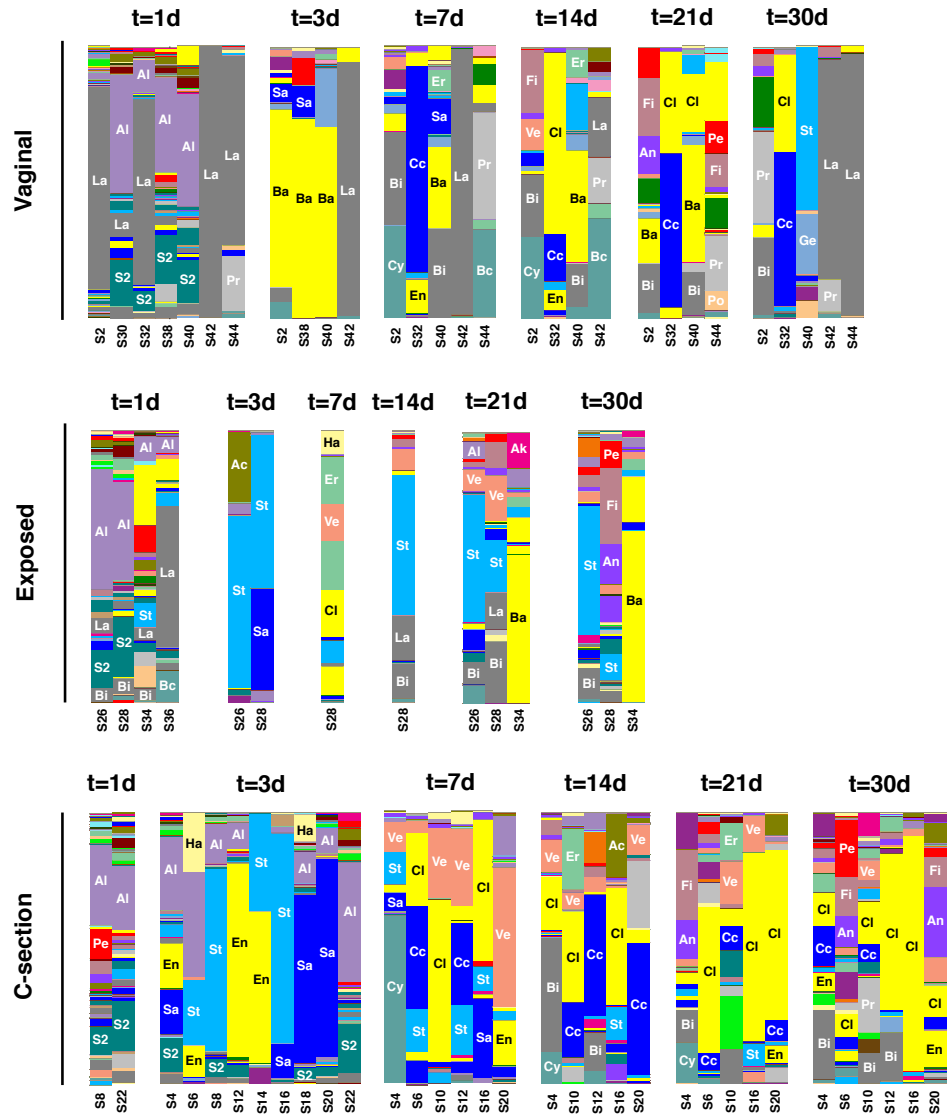 t=1d t=3d t=7d t=14d t=21d t=30d
Vaginal
La Al La S2 Al La S2 Al S2 Al S2 La Pr
S2 S30 S32 S38 S40 S42 S44
Sa Ba Sa Ba Ba La
S2 S38 S40 S42
Bi Cy Cc En Er Sa Ba Bi La Pr Bc
S2 S32 S40 S42 S44
Fi Ve Bi Cy Cl Cc En Er Ba Bi La Pr Bc
S2 S32 S40 S42
Fi An Ba Bi Cl Cc Cl Ba Bi Pe Fi Pr Po
S2 S32 S40 S44
Pr Bi Cl Cc St Ge La Pr La
S2 S32 S40 S42 S44
t=1d t=3d t=7d t=14d t=21d t=30d
Exposed
Al La S2 Bi Al S2 Bi Al St La Bi Al La Bc
S26 S28 S34 S36
Ac St St Sa
S26 S28
Ha Er Ve Cl
S28
St La Bi
S28
Al Ve St Bi Ve St La Bi Ak Ba
S26 S28 S34
St Bi Pe Fi An St Ba
S26 S28 S34
t=1d t=3d t=7d t=14d t=21d t=30d
C-section
Al Pe S2 Al S2
S8 S22
En Sa S2 Ha St En Al St S2 Al En St En St Sa Ha Al Sa S2 Al Sa Al S2
S4 S6 S8 S12 S14 S16 S18 S20 S22
Ve St Sa Cy Cl Cc St Ve Cl Ve Cc St Cl St Sa Ve En
S4 S6 S10 S12 S16 S20
Ve Cl Bi Cy Er Ve Cl Cc Cc Bi Ac Cl St Ve Cc
S4 S6 S10 S12 S16 S20
Fi An Bi Cy Cl Cc Er Ve Cc Ve Cl St Cl Cc En
S4 S6 S10 S16 S20
Cl Cc En Bi Pe Fi An Cl Ve Cl Cc Pr Cl Bi Cl Fi An Cl En
S4 S6 S10 S12 S16 S20